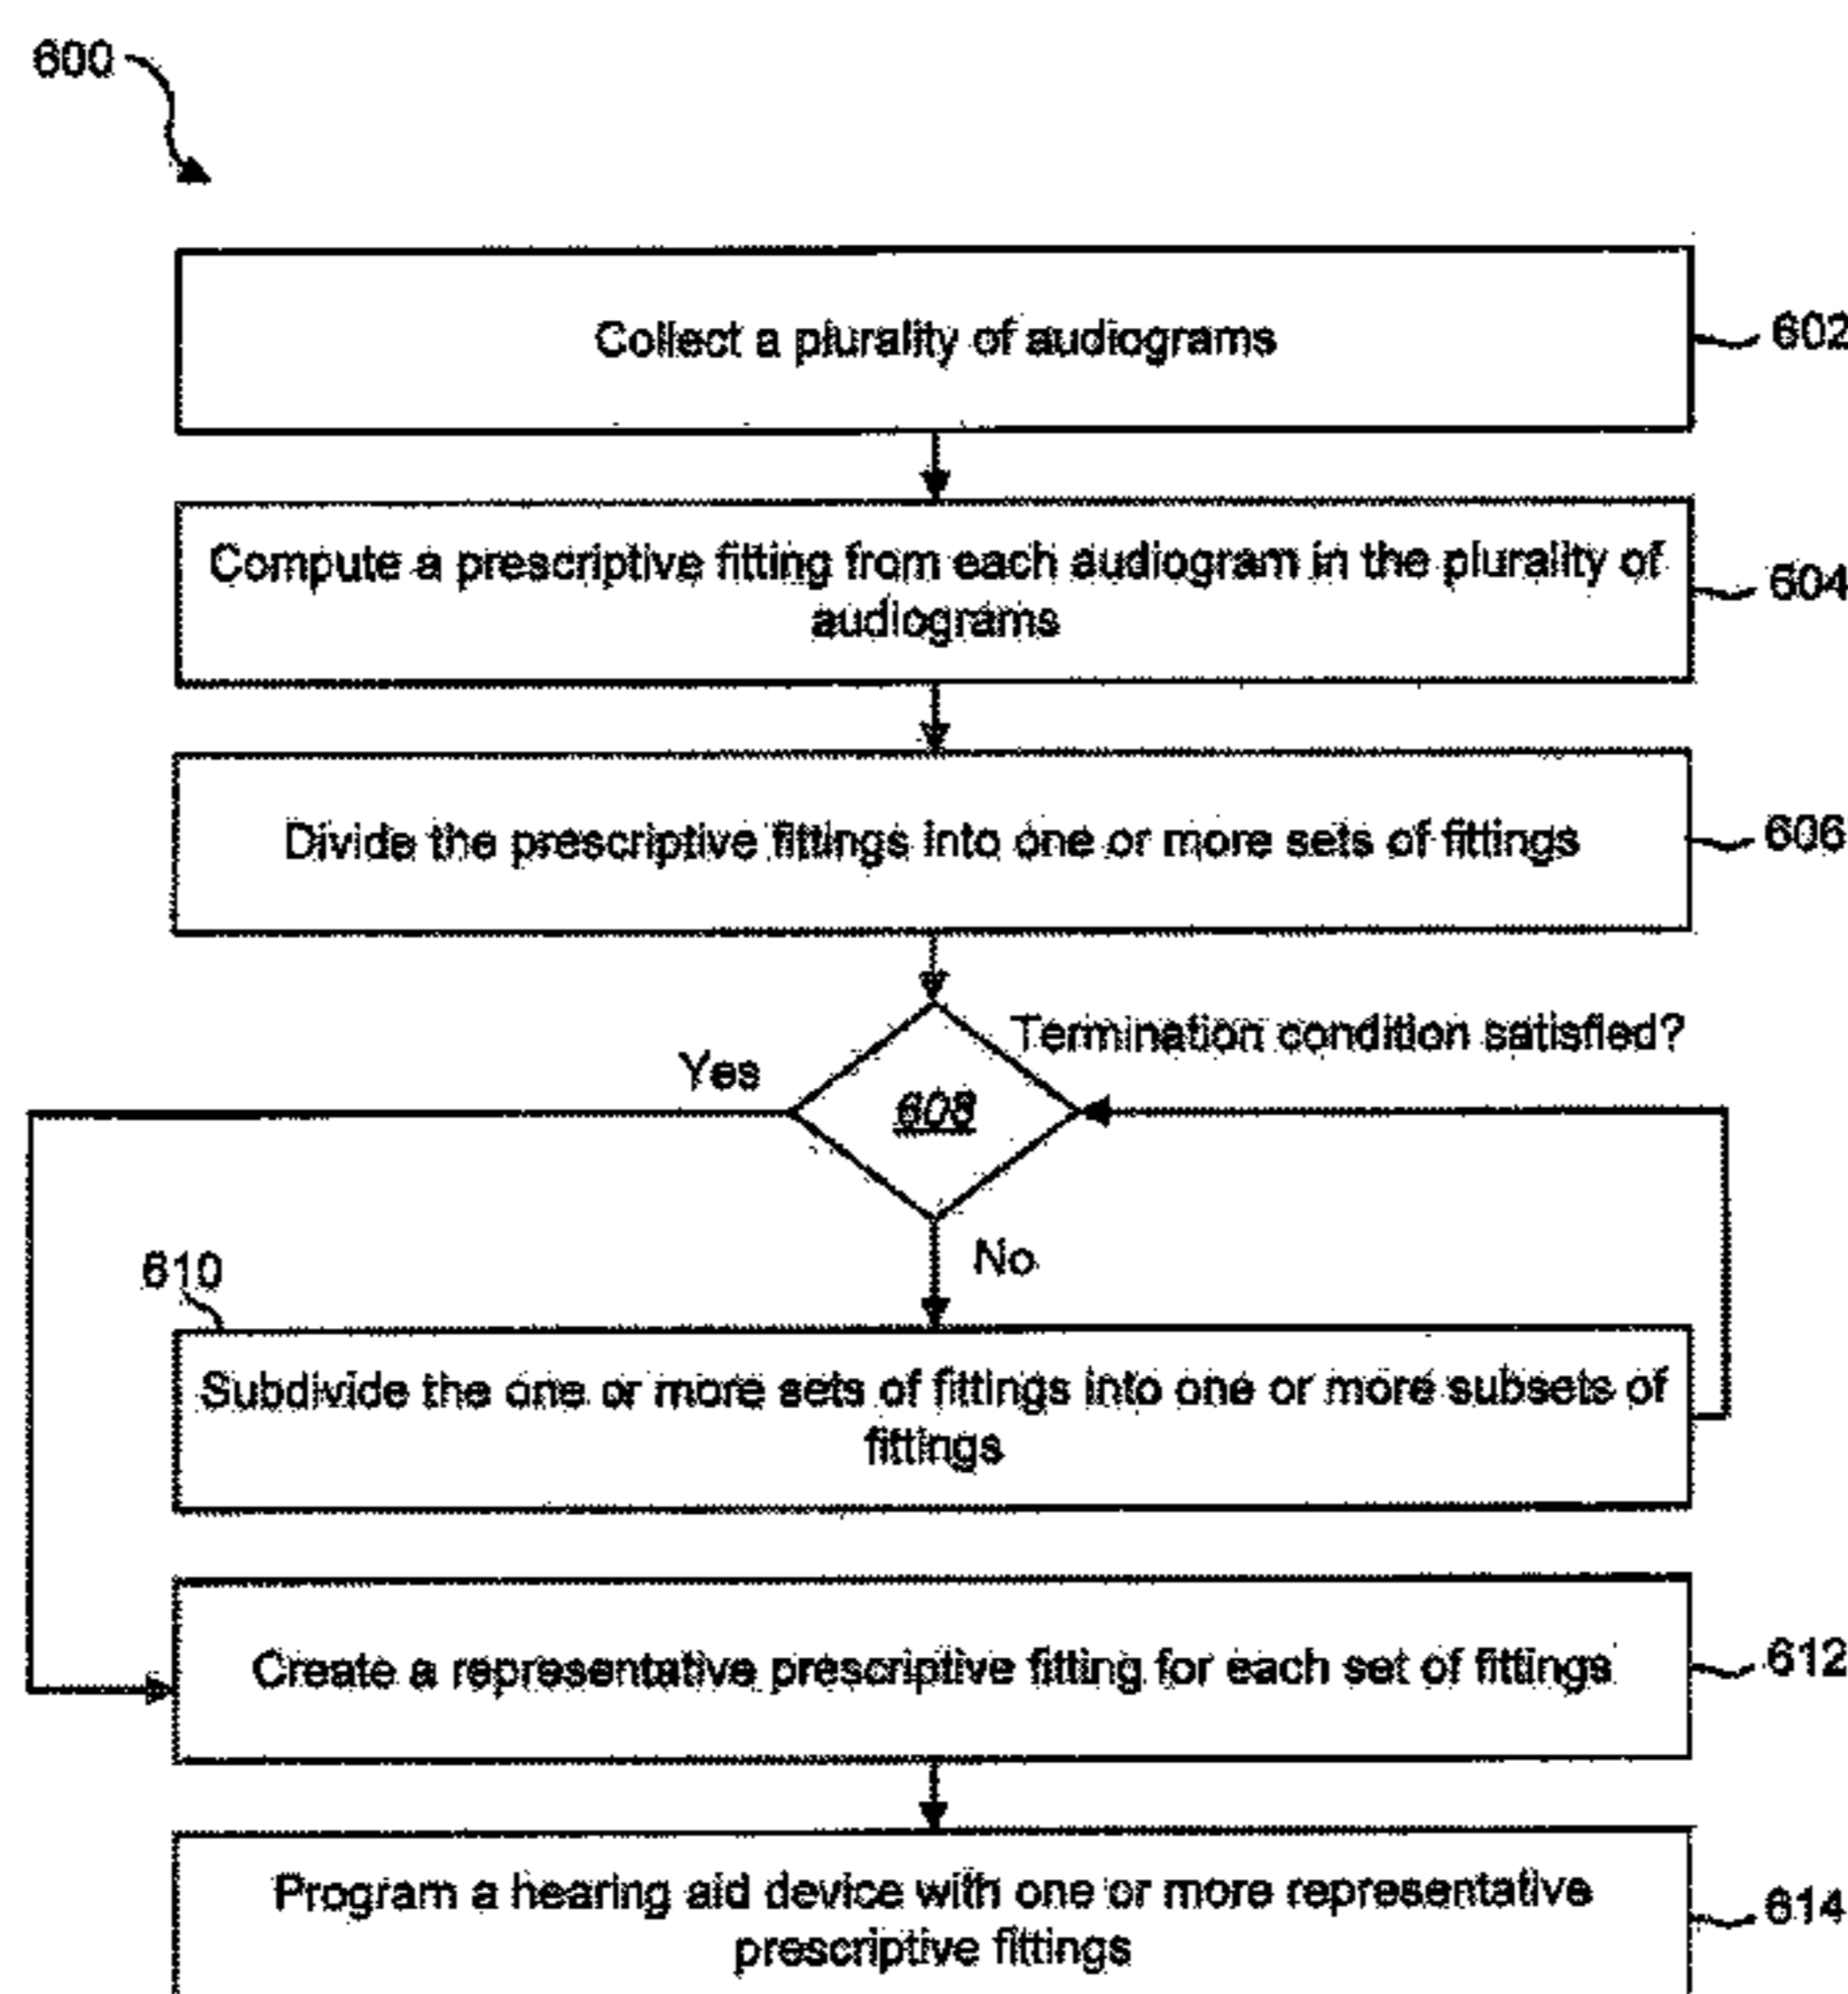 600
Collect a plurality of audiograms
602
Compute a prescriptive fitting from each audiogram in the plurality of
audiograms
604
Divide the prescriptive fittings into one or more sets of fittings
606
Termination condition satisfied?
Yes
608
No
610
Subdivide the one or more sets of fittings into one or more subsets of
fittings
Create a representative prescriptive fitting for each set of fittings
612
Program a hearing aid device with one or more representative
prescriptive fittings
614